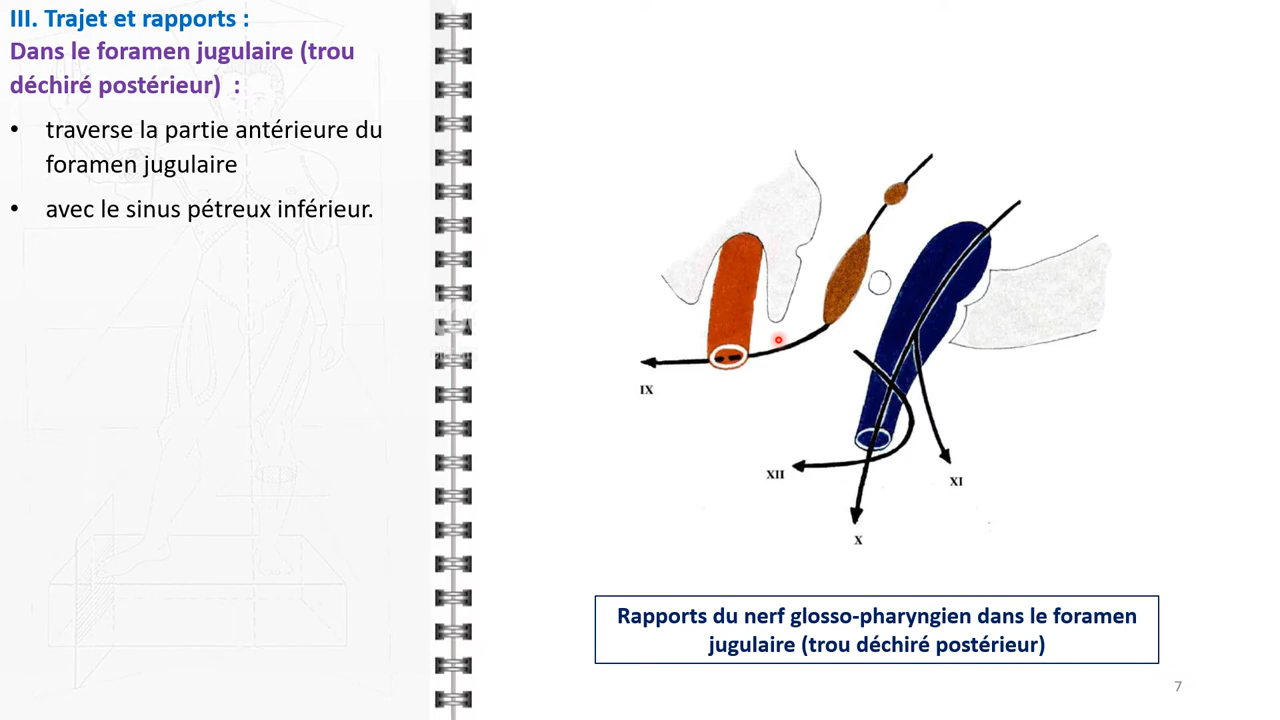 III. Trajet et rapports :
Dans le foramen jugulaire (trou
déchiré postérieur)  :
• traverse la partie antérieure du
foramen jugulaire
• avec le sinus pétreux inférieur.
IX
XII
XI
X
Rapports du nerf glosso-pharyngien dans le foramen
jugulaire (trou déchiré postérieur)
7